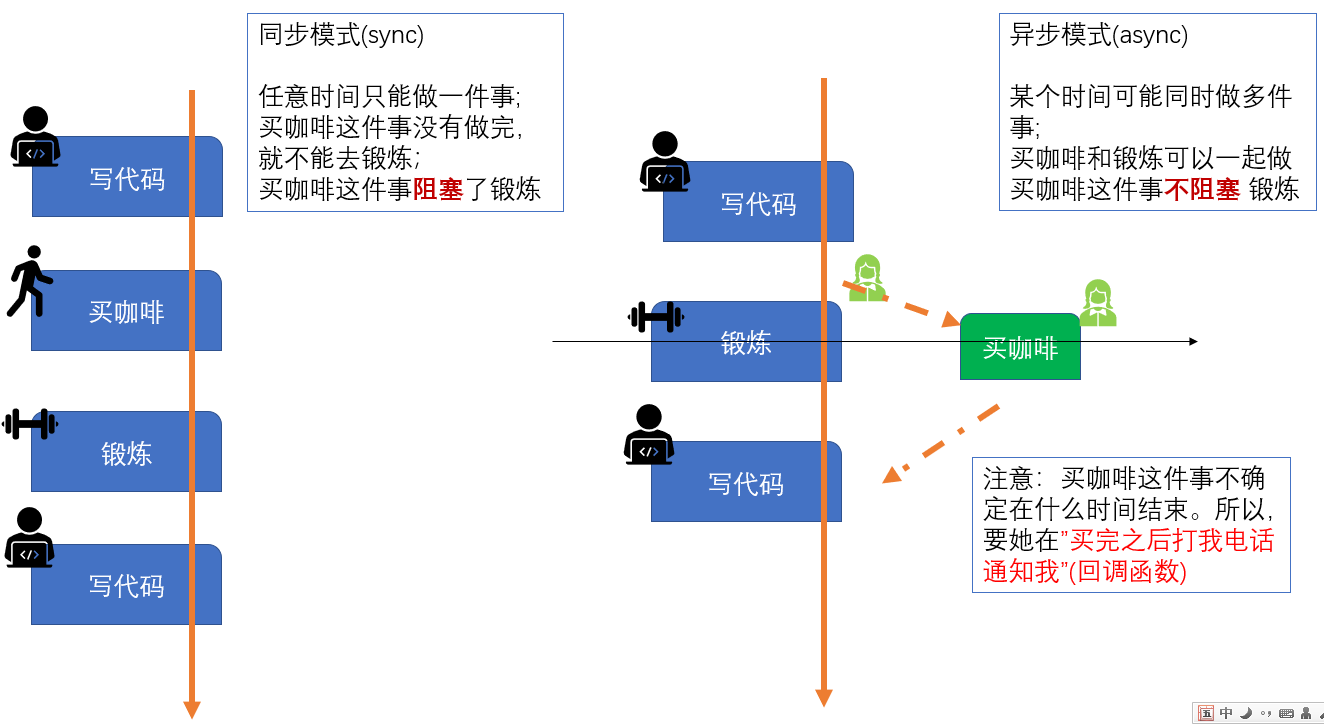 同步模式(sync)
任意时间只能做一件事;
买咖啡这件事没有做完,
就不能去锻炼;
买咖啡这件事阻塞了锻炼
写代码
买咖啡
锻炼
写代码
异步模式(async)
某个时间可能同时做多件
事;
买咖啡和锻炼可以一起做
买咖啡这件事不阻塞 锻炼
写代码
锻炼
买咖啡
写代码
注意：买咖啡这件事不确
定在什么时间结束。所以,
要她在"买完之后打我电话
通知我"(回调函数)
五 中